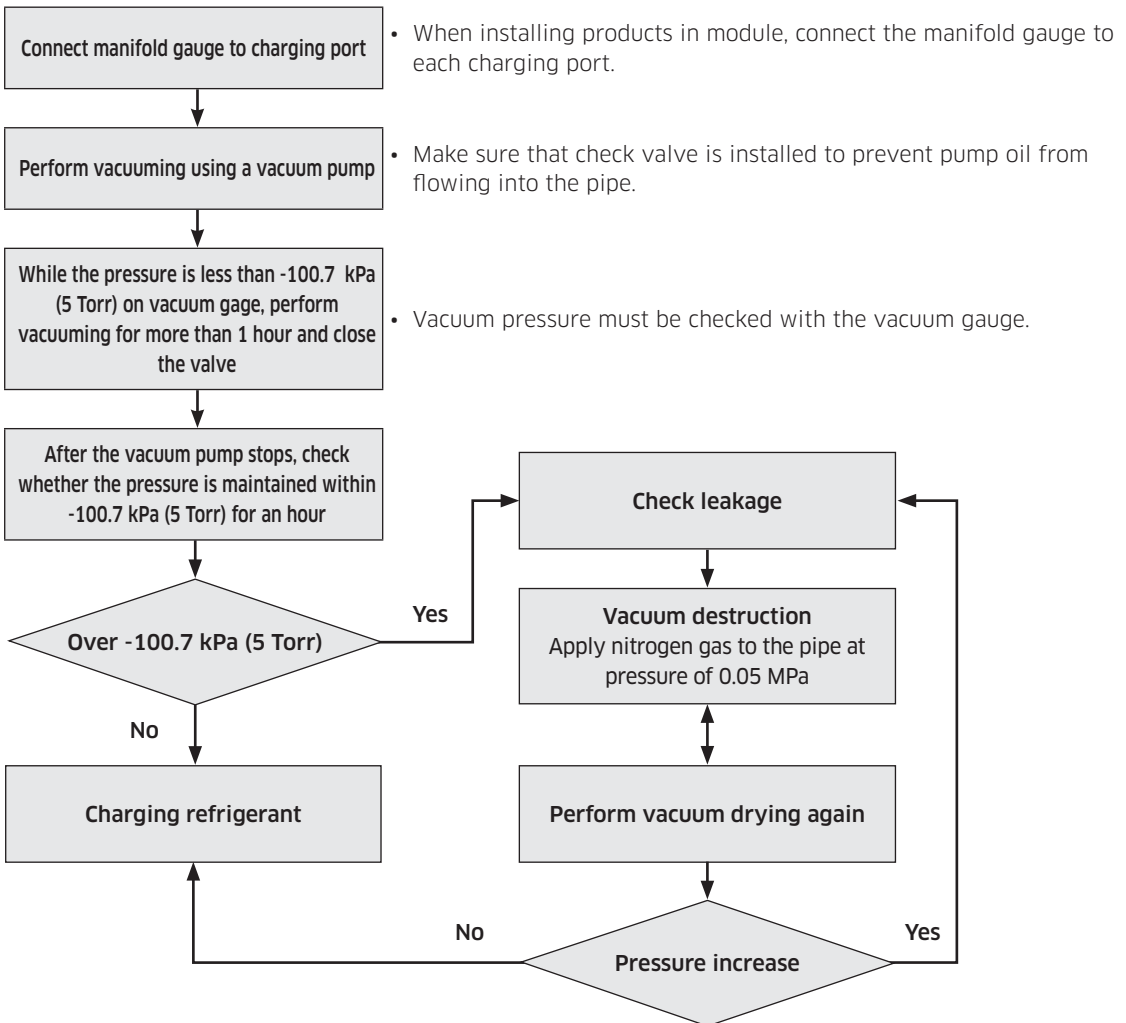 Connect manifold gauge to charging port
• When installing products in module, connect the manifold gauge to
each charging port.
Perform vacuuming using a vacuum pump
• Make sure that check valve is installed to prevent pump oil from
flowing into the pipe.
While the pressure is less than -100.7 kPa
(5 Torr) on vacuum gage, perform
vacuuming for more than 1 hour and close
the valve
• Vacuum pressure must be checked with the vacuum gauge.
After the vacuum pump stops, check
whether the pressure is maintained within
-100.7 kPa (5 Torr) for an hour
Over -100.7 kPa (5 Torr)
Yes
No
Check leakage
Vacuum destruction
Apply nitrogen gas to the pipe at
pressure of 0.05 MPa
Charging refrigerant
Perform vacuum drying again
No
Yes
Pressure increase